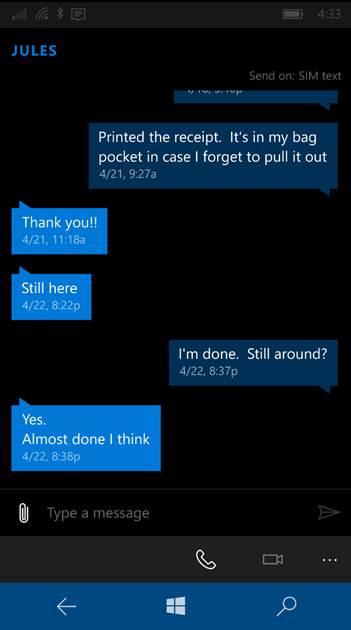 4:33
JULES
Send on: SIM text
Printed the receipt.  It's in my bag
pocket in case I forget to pull it out
4/21, 9:27a
Thank you!!
4/21, 11:18a
Still here
4/22, 8:22p
I'm done.  Still around?
4/22, 8:37p
Yes.
Almost done I think
4/22, 8:38p
Type a message